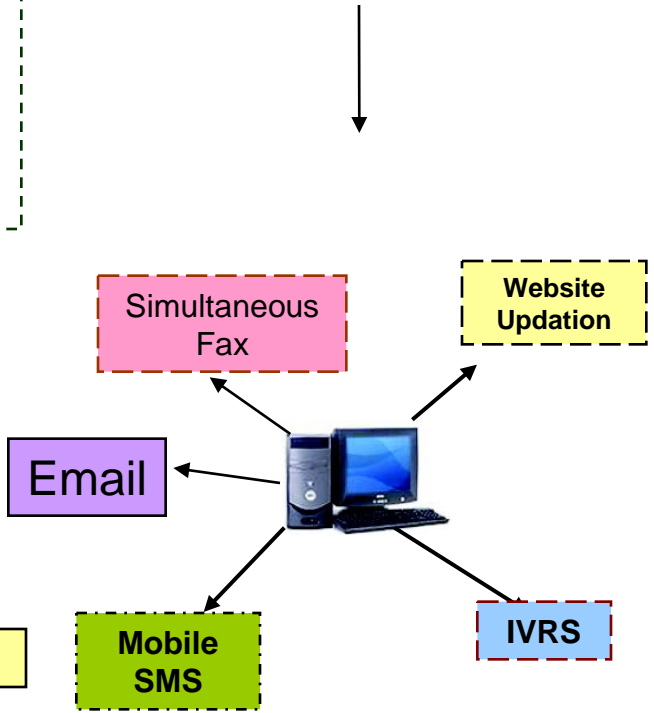 Simultaneous
Fax
Website
Updation
Email
Mobile
SMS
IVRS